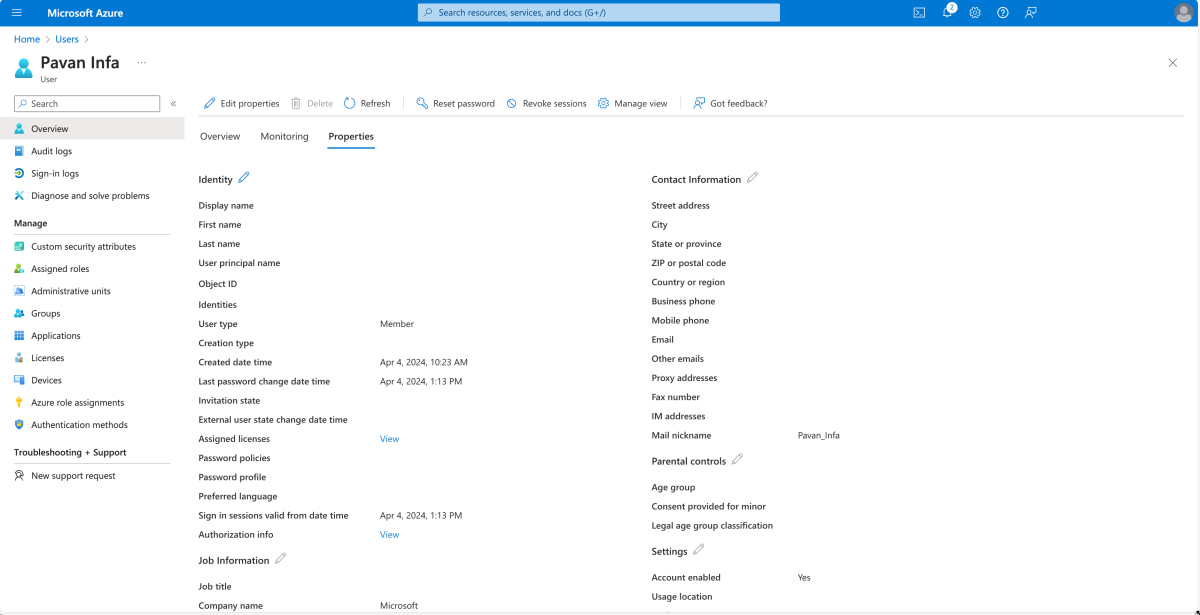 Microsoft Azure
Search resources, services, and docs (G+/)
2
Home > Users >
Pavan Infa ...
User
Search
«
Overview
Audit logs
Sign-in logs
Diagnose and solve problems
Manage
Custom security attributes
Assigned roles
Administrative units
Groups
Applications
Licenses
Devices
Azure role assignments
Authentication methods
Troubleshooting + Support
New support request
Edit properties Delete Refresh Reset password Revoke sessions Manage view Got feedback?
Overview Monitoring Properties
Identity
Display name
First name
Last name
User principal name
Object ID
Identities
User type Member
Creation type
Created date time Apr 4, 2024, 10:23 AM
Last password change date time Apr 4, 2024, 1:13 PM
Invitation state
External user state change date time
Assigned licenses View
Password policies
Password profile
Preferred language
Sign in sessions valid from date time Apr 4, 2024, 1:13 PM
Authorization info View
Job Information
Job title
Company name Microsoft
Contact Information
Street address
City
State or province
ZIP or postal code
Country or region
Business phone
Mobile phone
Email
Other emails
Proxy addresses
Fax number
IM addresses
Mail nickname Pavan_Infa
Parental controls
Age group
Consent provided for minor
Legal age group classification
Settings
Account enabled Yes
Usage location